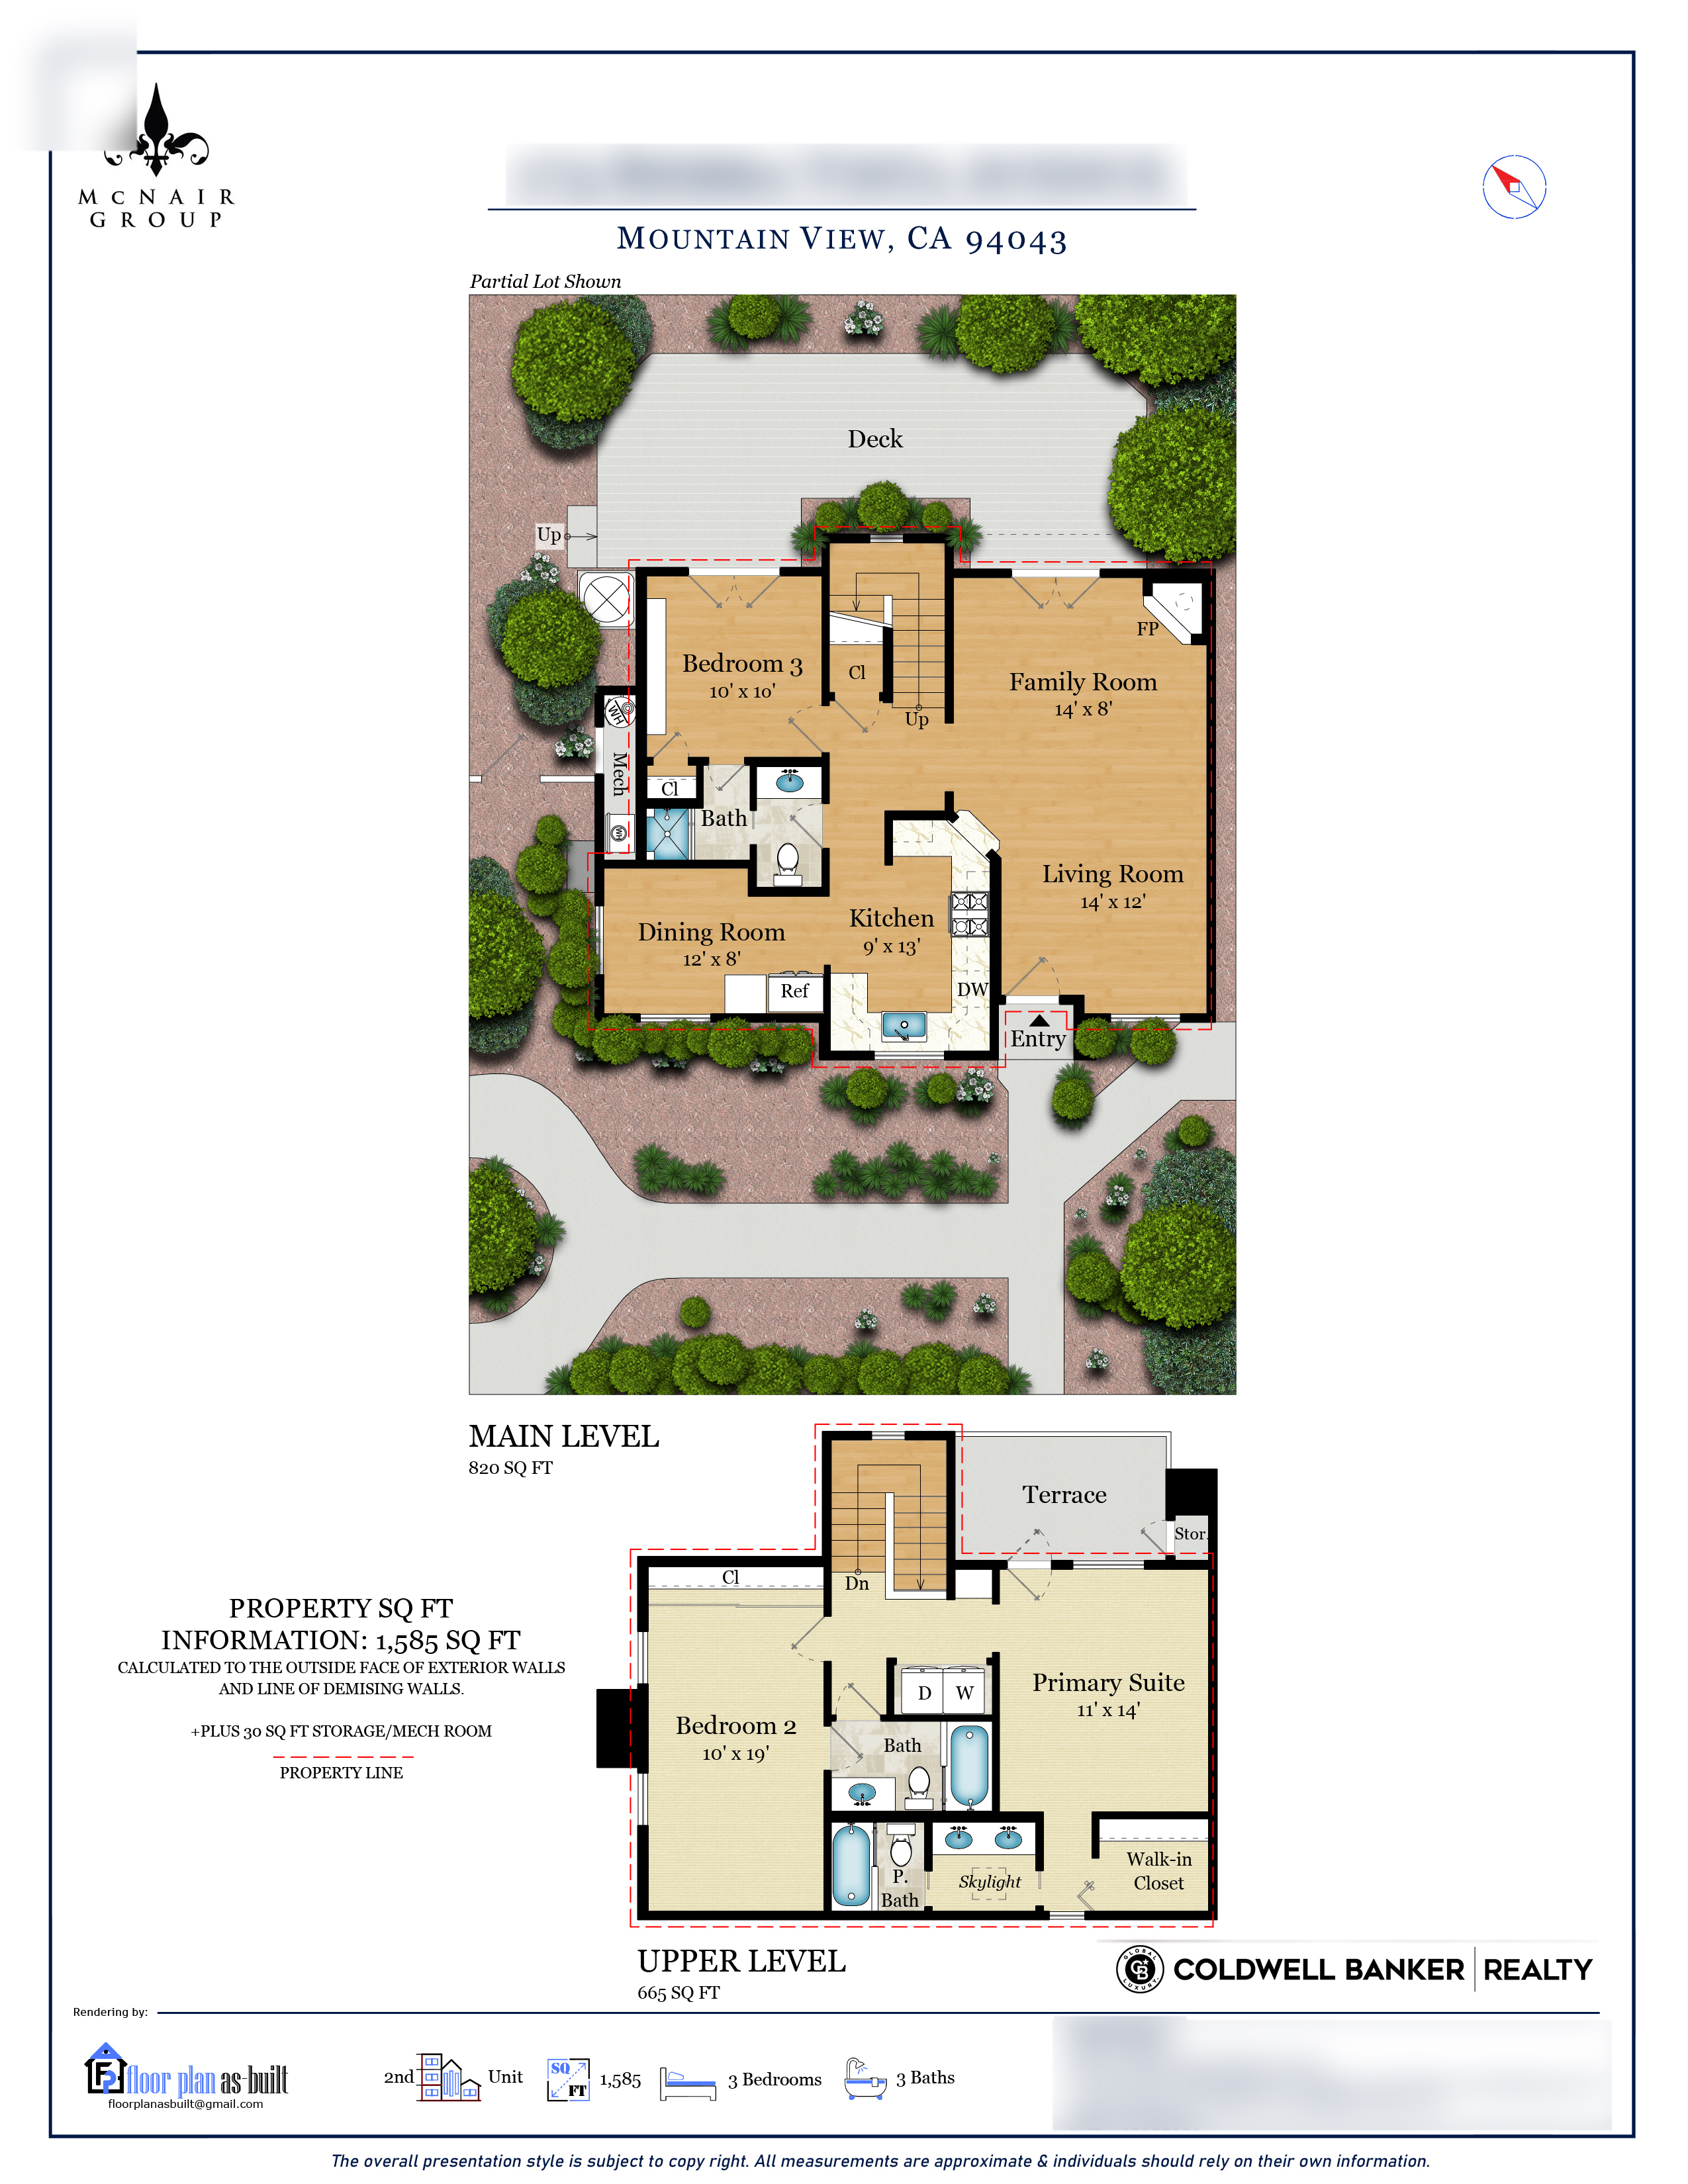 McNAIR
GROUP
MOUNTAIN VIEW, CA 94043
Partial Lot Shown
Deck
Up
FP
Bedroom 3
10' x 10'
Cl
Family Room
14' x 8'
Up
WH
Mech
Cl
Bath
WH
Living Room
14' x 12'
Kitchen
9' x 13'
Dining Room
12' x 8'
Ref
DW
Entry
MAIN LEVEL
820 SQ FT
Terrace
Stor.
Cl
Dn
PROPERTY SQ FT
INFORMATION: 1,585 SQ FT
CALCULATED TO THE OUTSIDE FACE OF EXTERIOR WALLS
AND LINE OF DEMISING WALLS.
+PLUS 30 SQ FT STORAGE/MECH ROOM
PROPERTY LINE
D W
Primary Suite
11' x 14'
Bedroom 2
10' x 19'
Bath
P.
Bath
Skylight
Walk-in
Closet
UPPER LEVEL
665 SQ FT
GLOBAL
CB
LUXURY
COLDWELL BANKER REALTY
Rendering by:
FP floor plan as-built
floorplanasbuilt@gmail.com
2nd Unit
SQ FT 1,585
3 Bedrooms
3 Baths
The overall presentation style is subject to copy right. All measurements are approximate & individuals should rely on their own information.